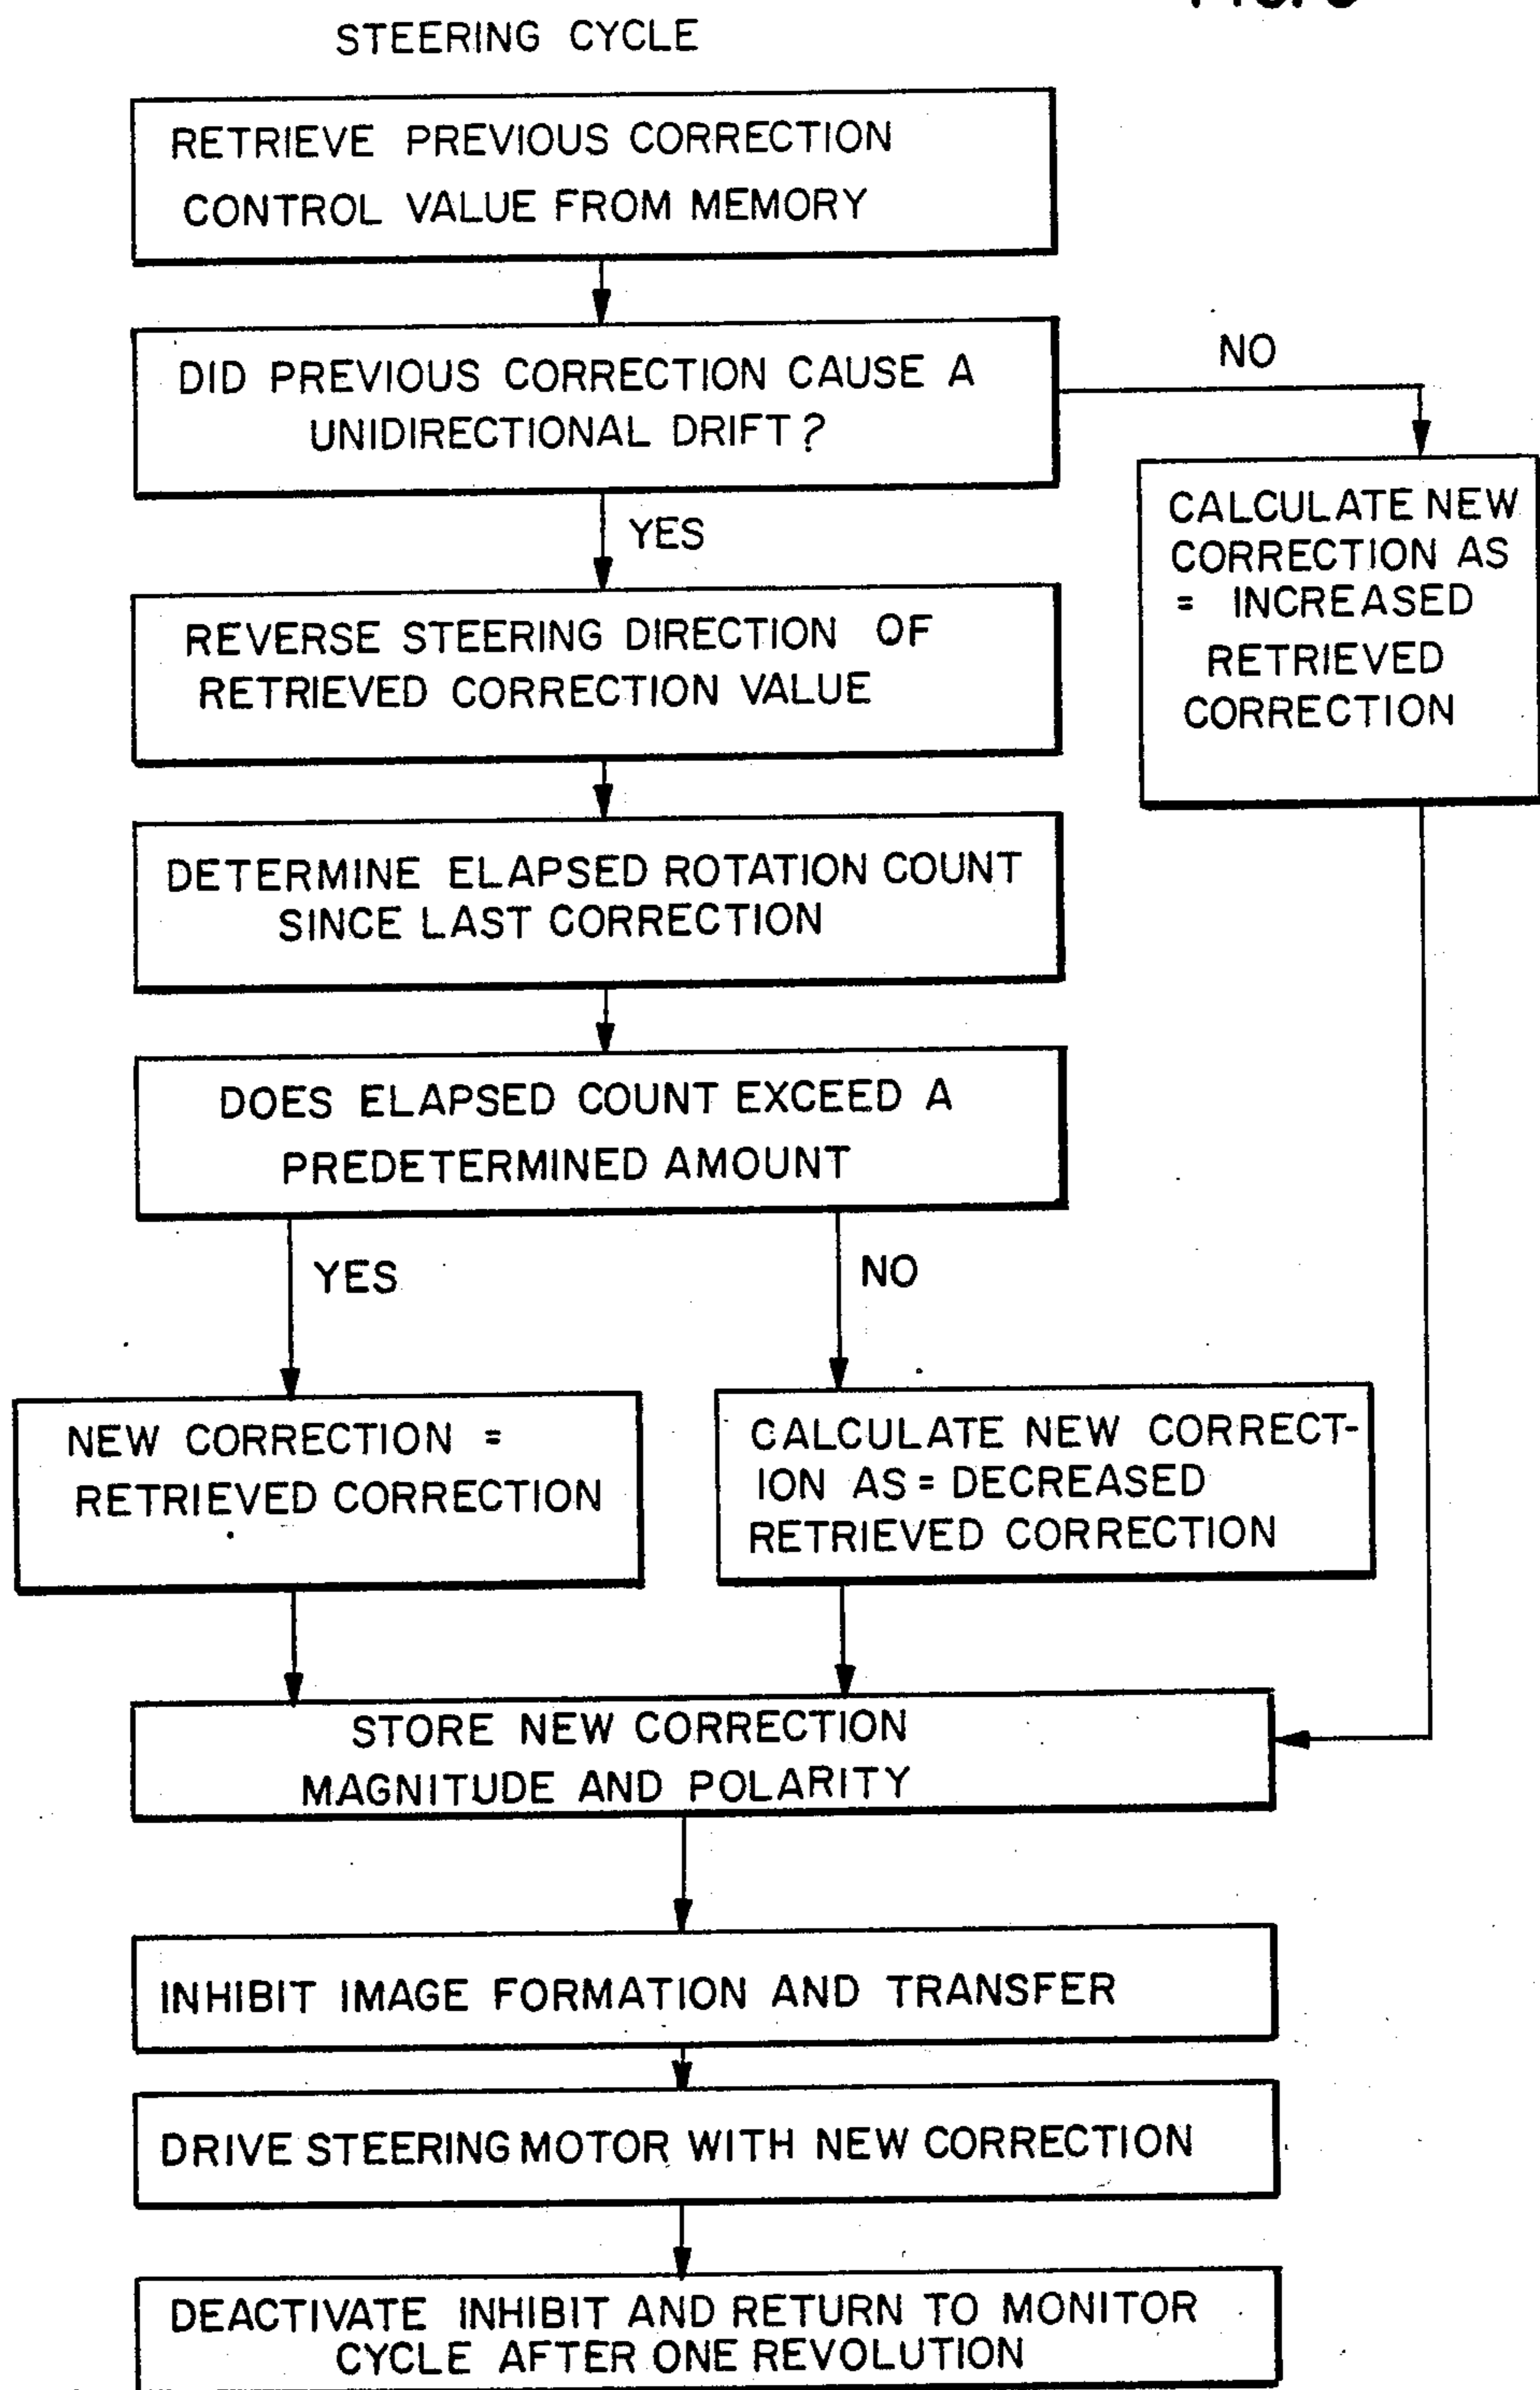 STEERING CYCLE
RETRIEVE PREVIOUS CORRECTION
CONTROL VALUE FROM MEMORY
DID PREVIOUS CORRECTION CAUSE A
UNIDIRECTIONAL DRIFT?
NO
YES
CALCULATE NEW
CORRECTION AS
= INCREASED
RETRIEVED
CORRECTION
REVERSE STEERING DIRECTION OF
RETRIEVED CORRECTION VALUE
DETERMINE ELAPSED ROTATION COUNT
SINCE LAST CORRECTION
DOES ELAPSED COUNT EXCEED A
PREDETERMINED AMOUNT
YES
NO
NEW CORRECTION =
RETRIEVED CORRECTION
CALCULATE NEW CORRECT-
ION AS = DECREASED
RETRIEVED CORRECTION
STORE NEW CORRECTION
MAGNITUDE AND POLARITY
INHIBIT IMAGE FORMATION AND TRANSFER
DRIVE STEERING MOTOR WITH NEW CORRECTION
DEACTIVATE INHIBIT AND RETURN TO MONITOR
CYCLE AFTER ONE REVOLUTION